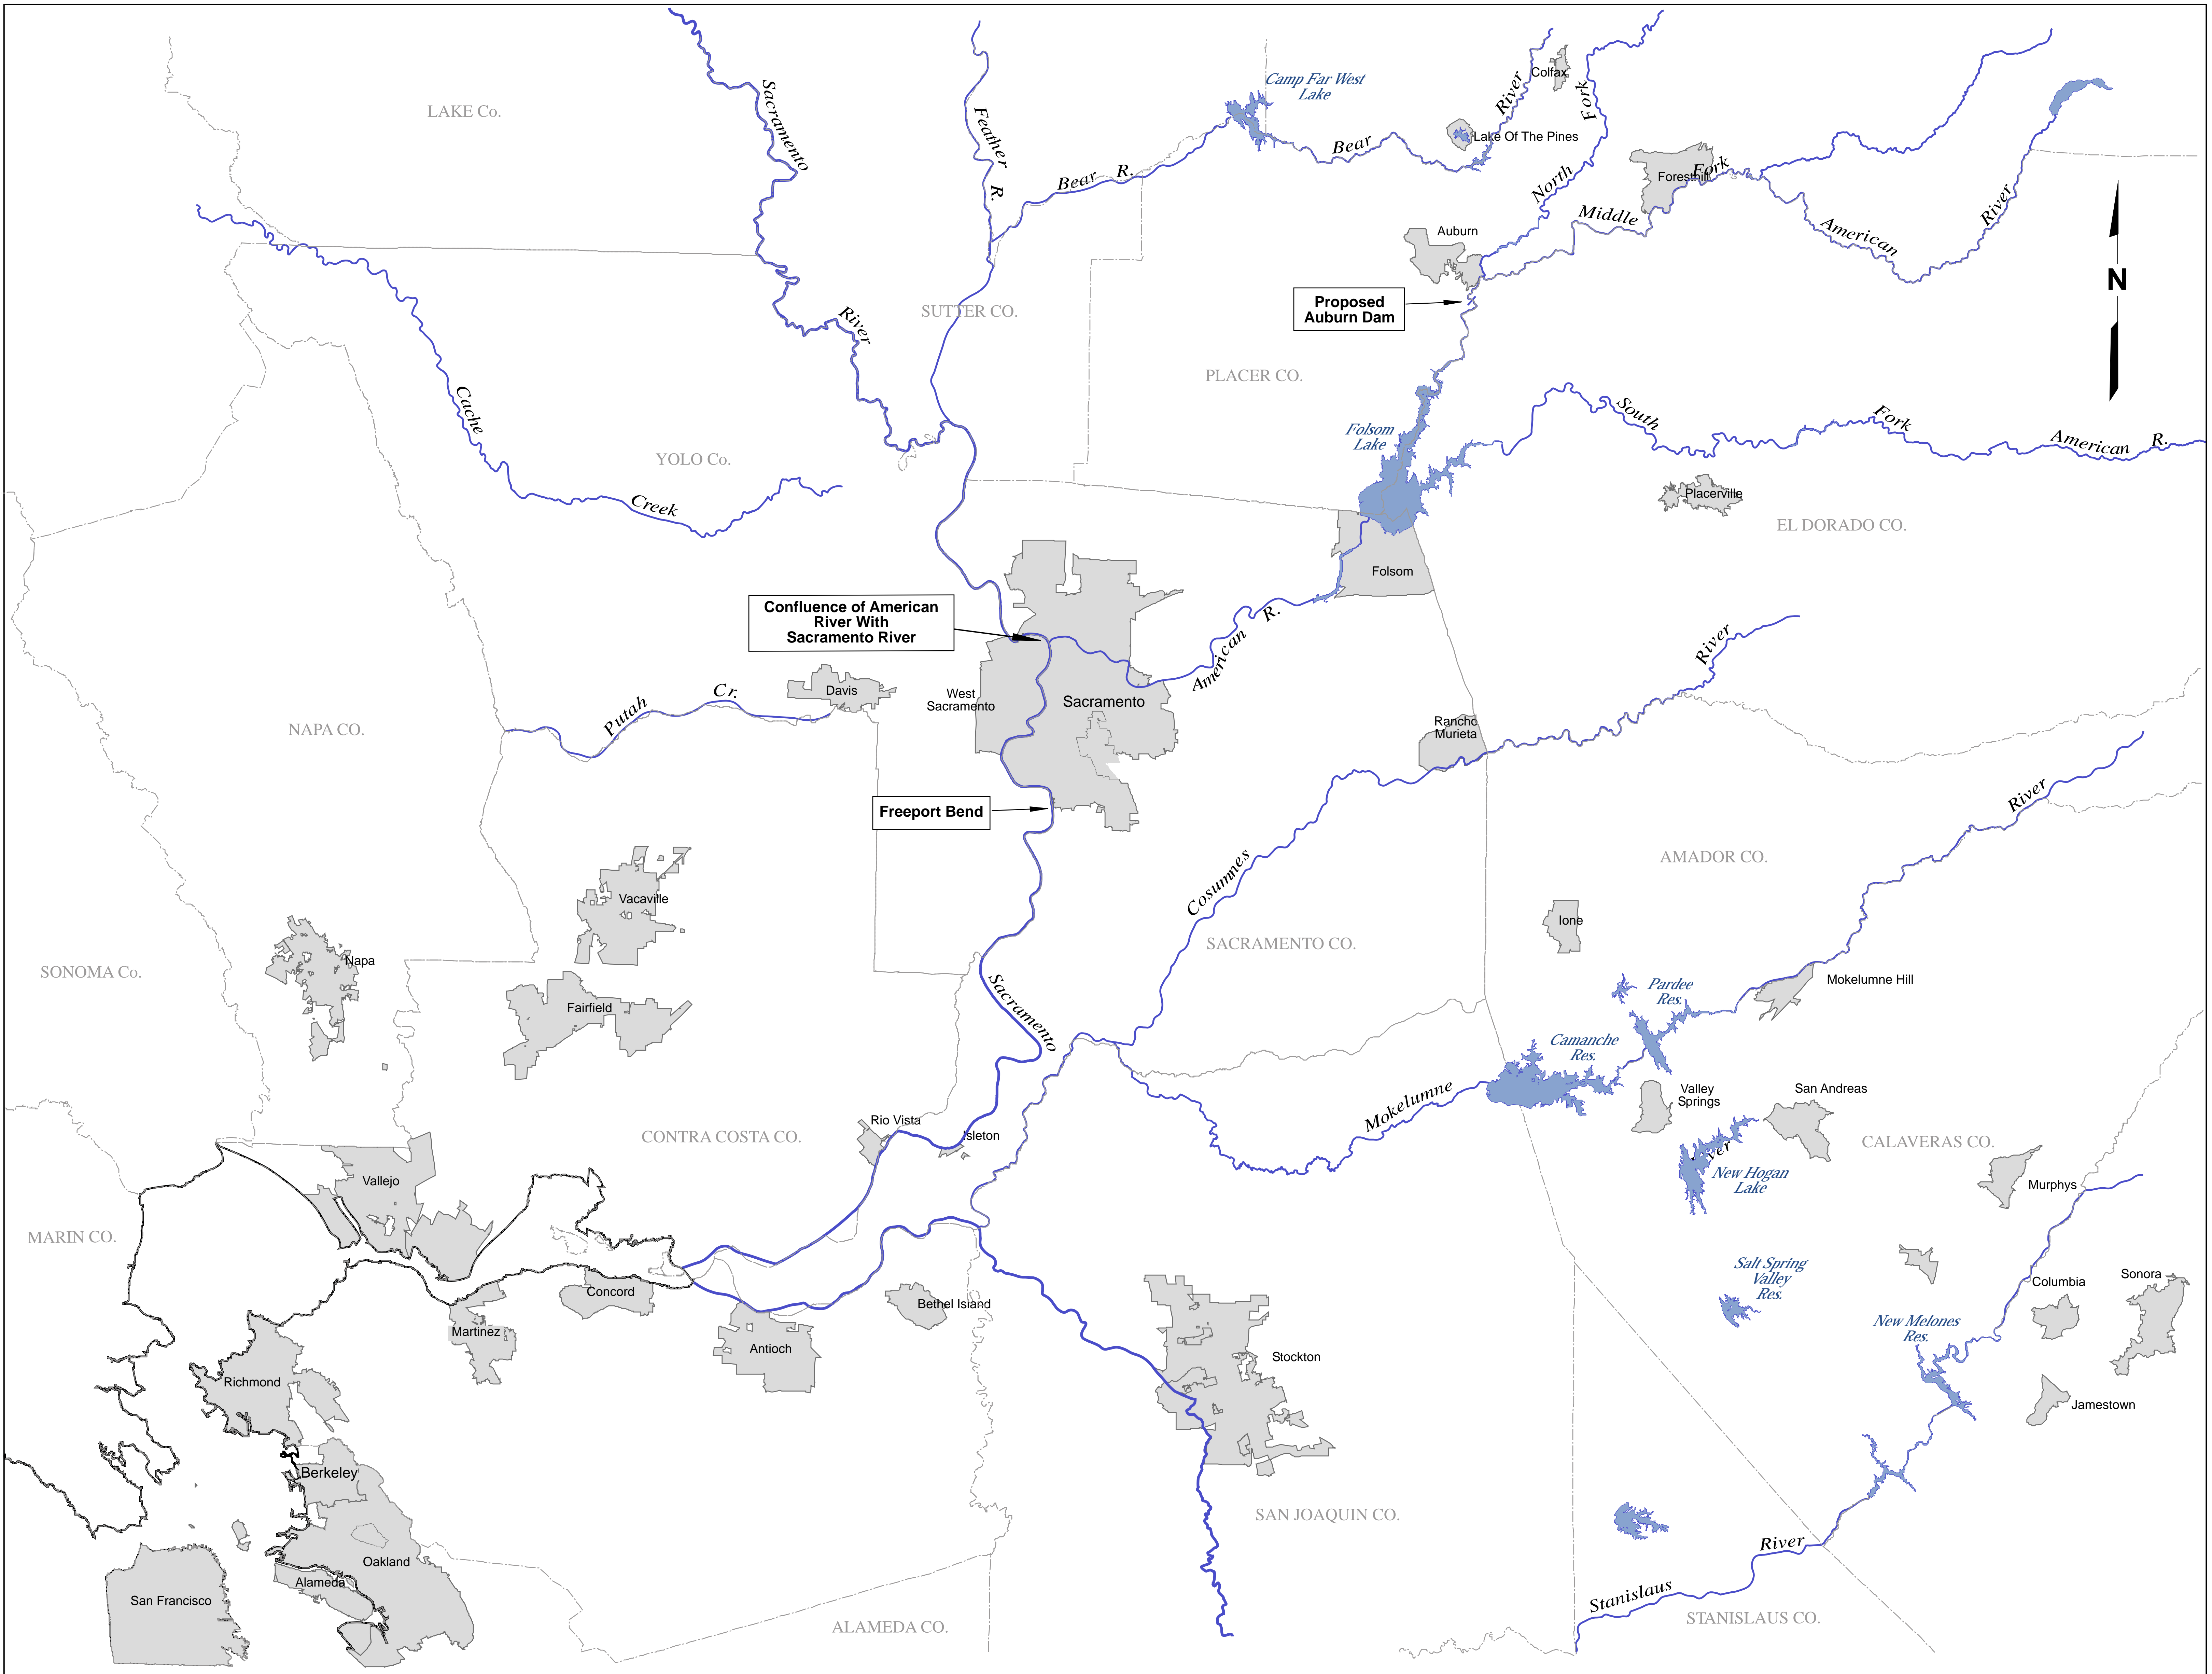 LAKE Co.
Sacramento
River
Feather
R.
Bear R.
Camp Far West
Lake
Bear
River
Colfax
Lake Of The Pines
North
Fork
Foresthill
Fork
Middle
American
River
Auburn
N
Proposed
Auburn Dam
SUTTER CO.
PLACER CO.
Cache
Creek
YOLO Co.
Folsom
Lake
South
Fork
American R.
Placerville
EL DORADO CO.
Folsom
Confluence of American
River With
Sacramento River
American R.
Davis
West
Sacramento
Sacramento
Putah
Cr.
NAPA CO.
Rancho
Murieta
River
Freeport Bend
Cosumnes
River
AMADOR CO.
Vacaville
Ione
SACRAMENTO CO.
Napa
SONOMA Co.
Fairfield
Sacramento
Pardee
Res.
Mokelumne Hill
Camanche
Res.
Mokelumne
Valley
Springs
San Andreas
Rio Vista
Isleton
CONTRA COSTA CO.
CALAVERAS CO.
ver
New Hogan
Lake
Vallejo
Murphys
MARIN CO.
Salt Spring
Valley
Res.
Columbia
Sonora
Concord
Bethel Island
New Melones
Res.
Martinez
Antioch
Stockton
Richmond
Jamestown
Berkeley
SAN JOAQUIN CO.
Oakland
River
Alameda
San Francisco
Stanislaus
STANISLAUS CO.
ALAMEDA CO.